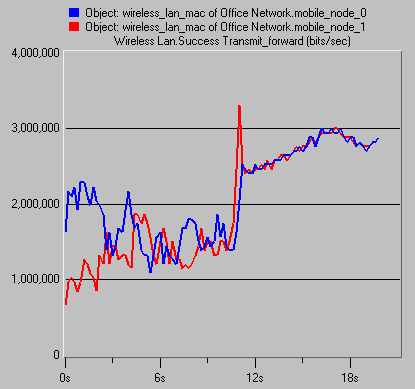 Object: wireless_lan_mac of Office Network.mobile_node_0
Object: wireless_lan_mac of Office Network.mobile_node_1
Wireless Lan.Success Transmit_forward (bits/sec)
4,000,000
3,000,000
2,000,000
1,000,000
0
0s 6s 12s 18s